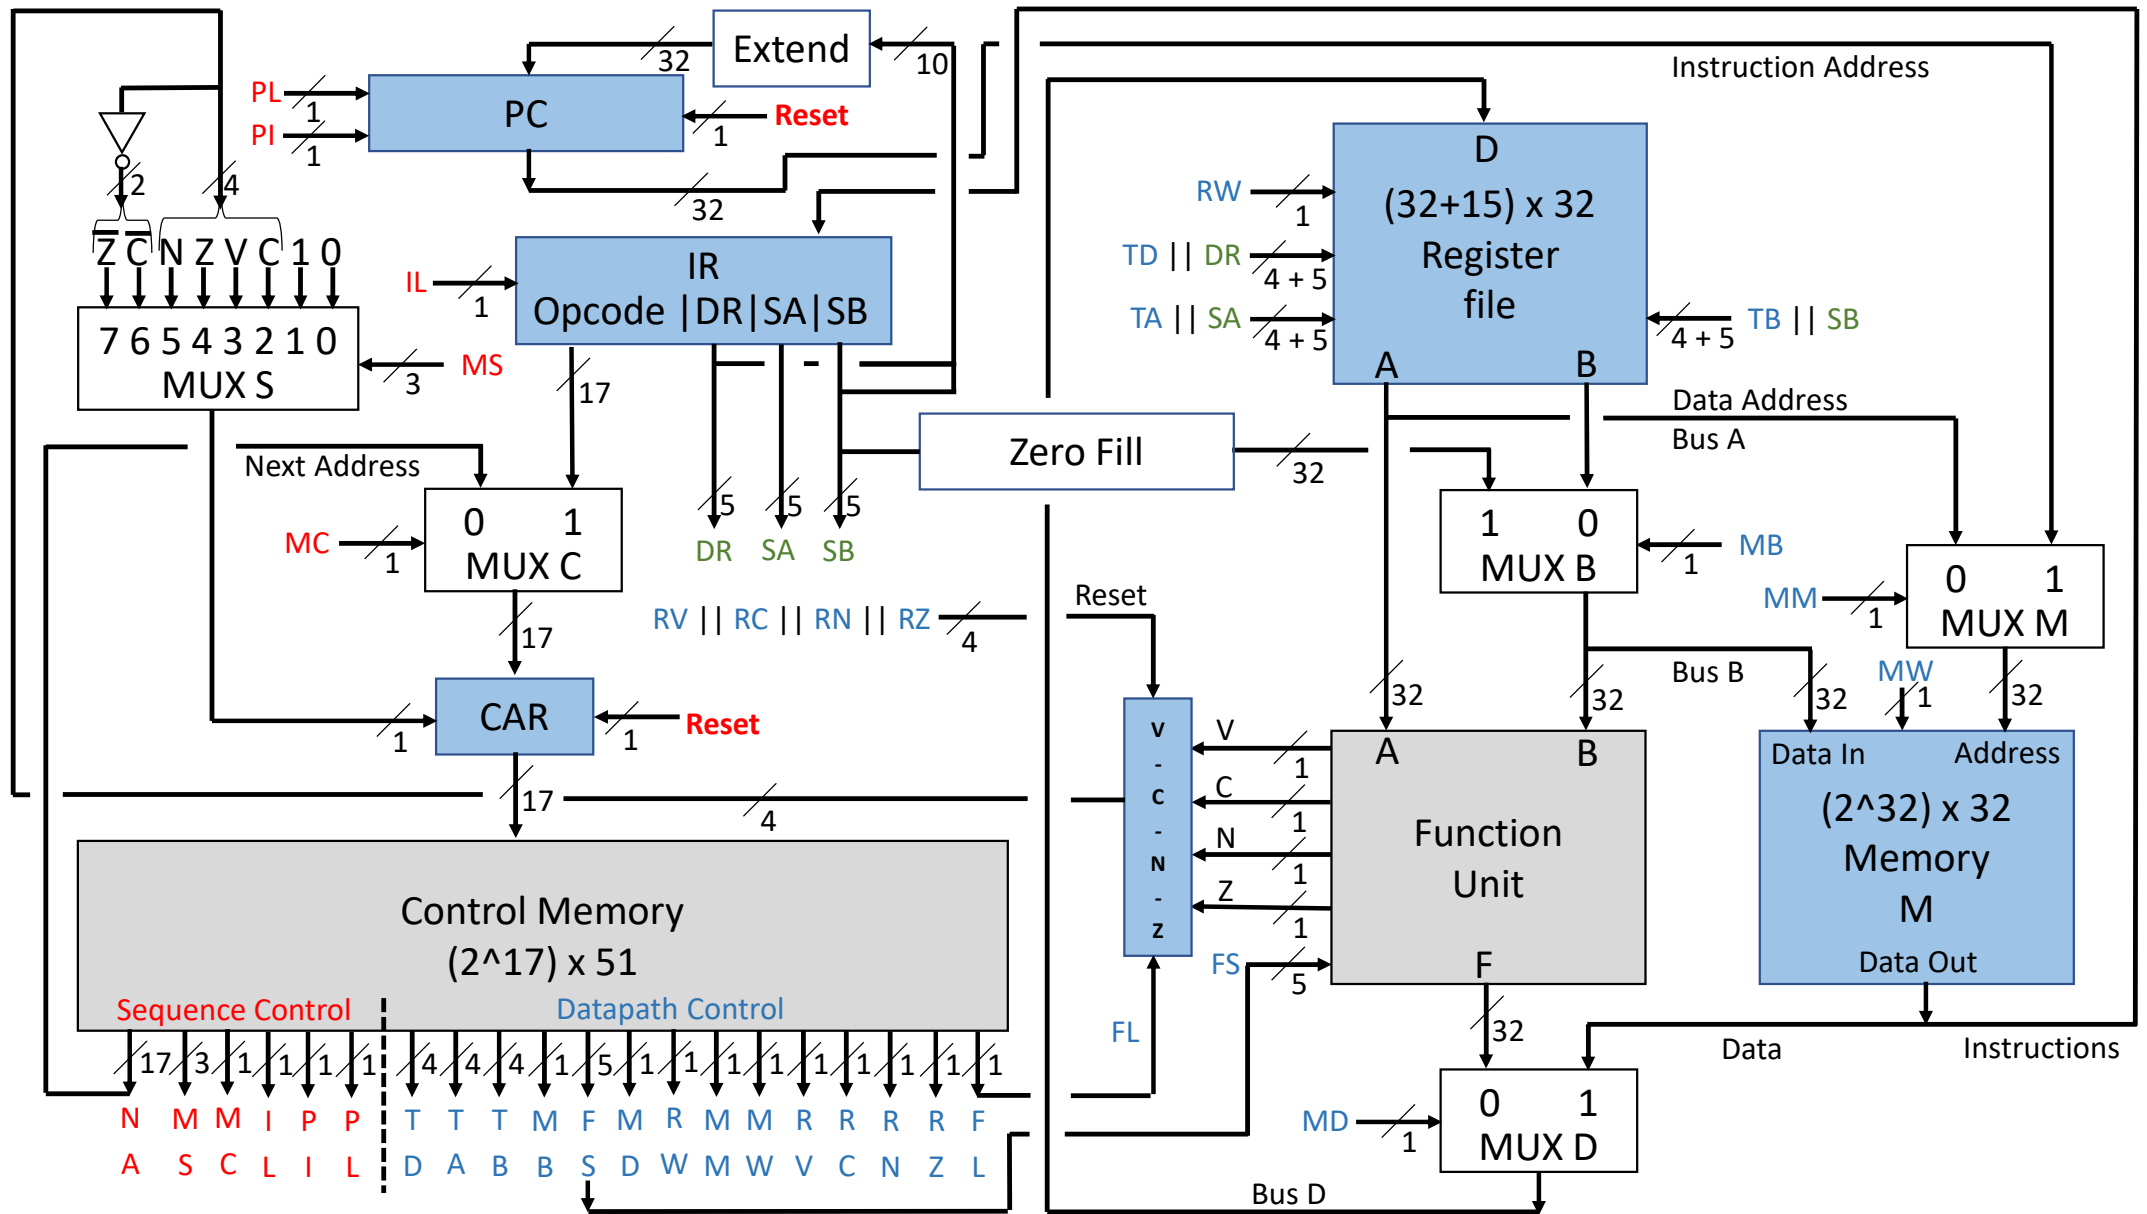 Extend
32
10
Instruction Address
PL
1
PC
Reset
1
PI
1
32
2
4
Z C N Z V C 1 0
7 6 5 4 3 2 1 0
MUX S
MS
3
IL
1
IR
Opcode |DR|SA|SB
17
D
(32+15) x 32
Register
file
A
B
RW
1
TD || DR
4 + 5
TA || SA
4 + 5
TB || SB
4 + 5
Data Address
Bus A
Next Address
Zero Fill
32
5
5
5
DR
SA
SB
MC
1
0 1
MUX C
17
1 0
MUX B
MB
1
0 1
MUX M
MM
1
RV || RC || RN || RZ
4
Reset
CAR
1
Reset
1
17
4
32
32
Bus B
32
MW
1
32
V
-
C
-
N
-
Z
V
1
C
1
N
1
Z
1
FS
5
FL
A
B
Function
Unit
F
Data In
Address
(2^32) x 32
Memory
M
Data Out
Control Memory
(2^17) x 51
Sequence Control
Datapath Control
17 3 1 1 1 1 4 4 4 1 5 1 1 1 1 1 1 1 1 1
N M M I P P T T T M F M R M M R R R R F
A S C L I L D A B B S D W M W V C N Z L
32
Data
Instructions
MD
1
0 1
MUX D
Bus D